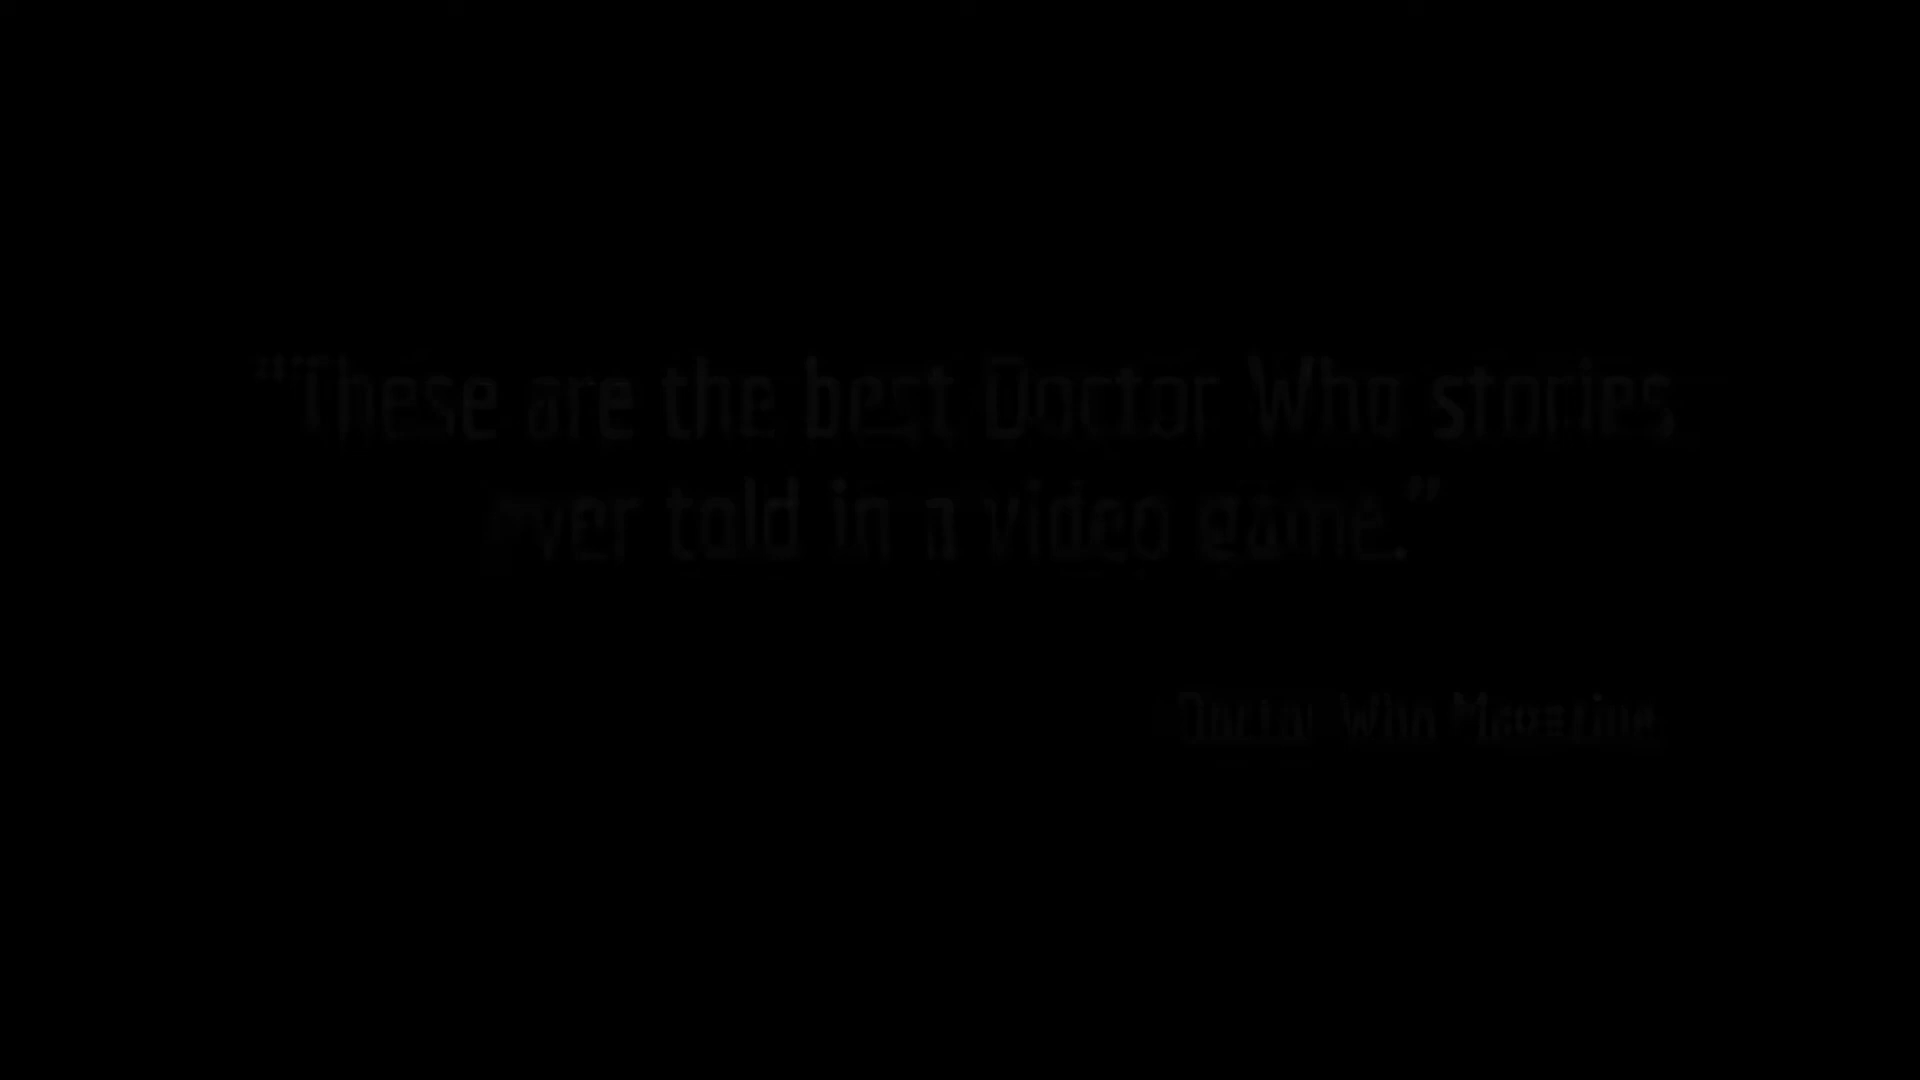 “These are the best Doctor Who stories
ever told in a video game.”
Doctor Who Magazine